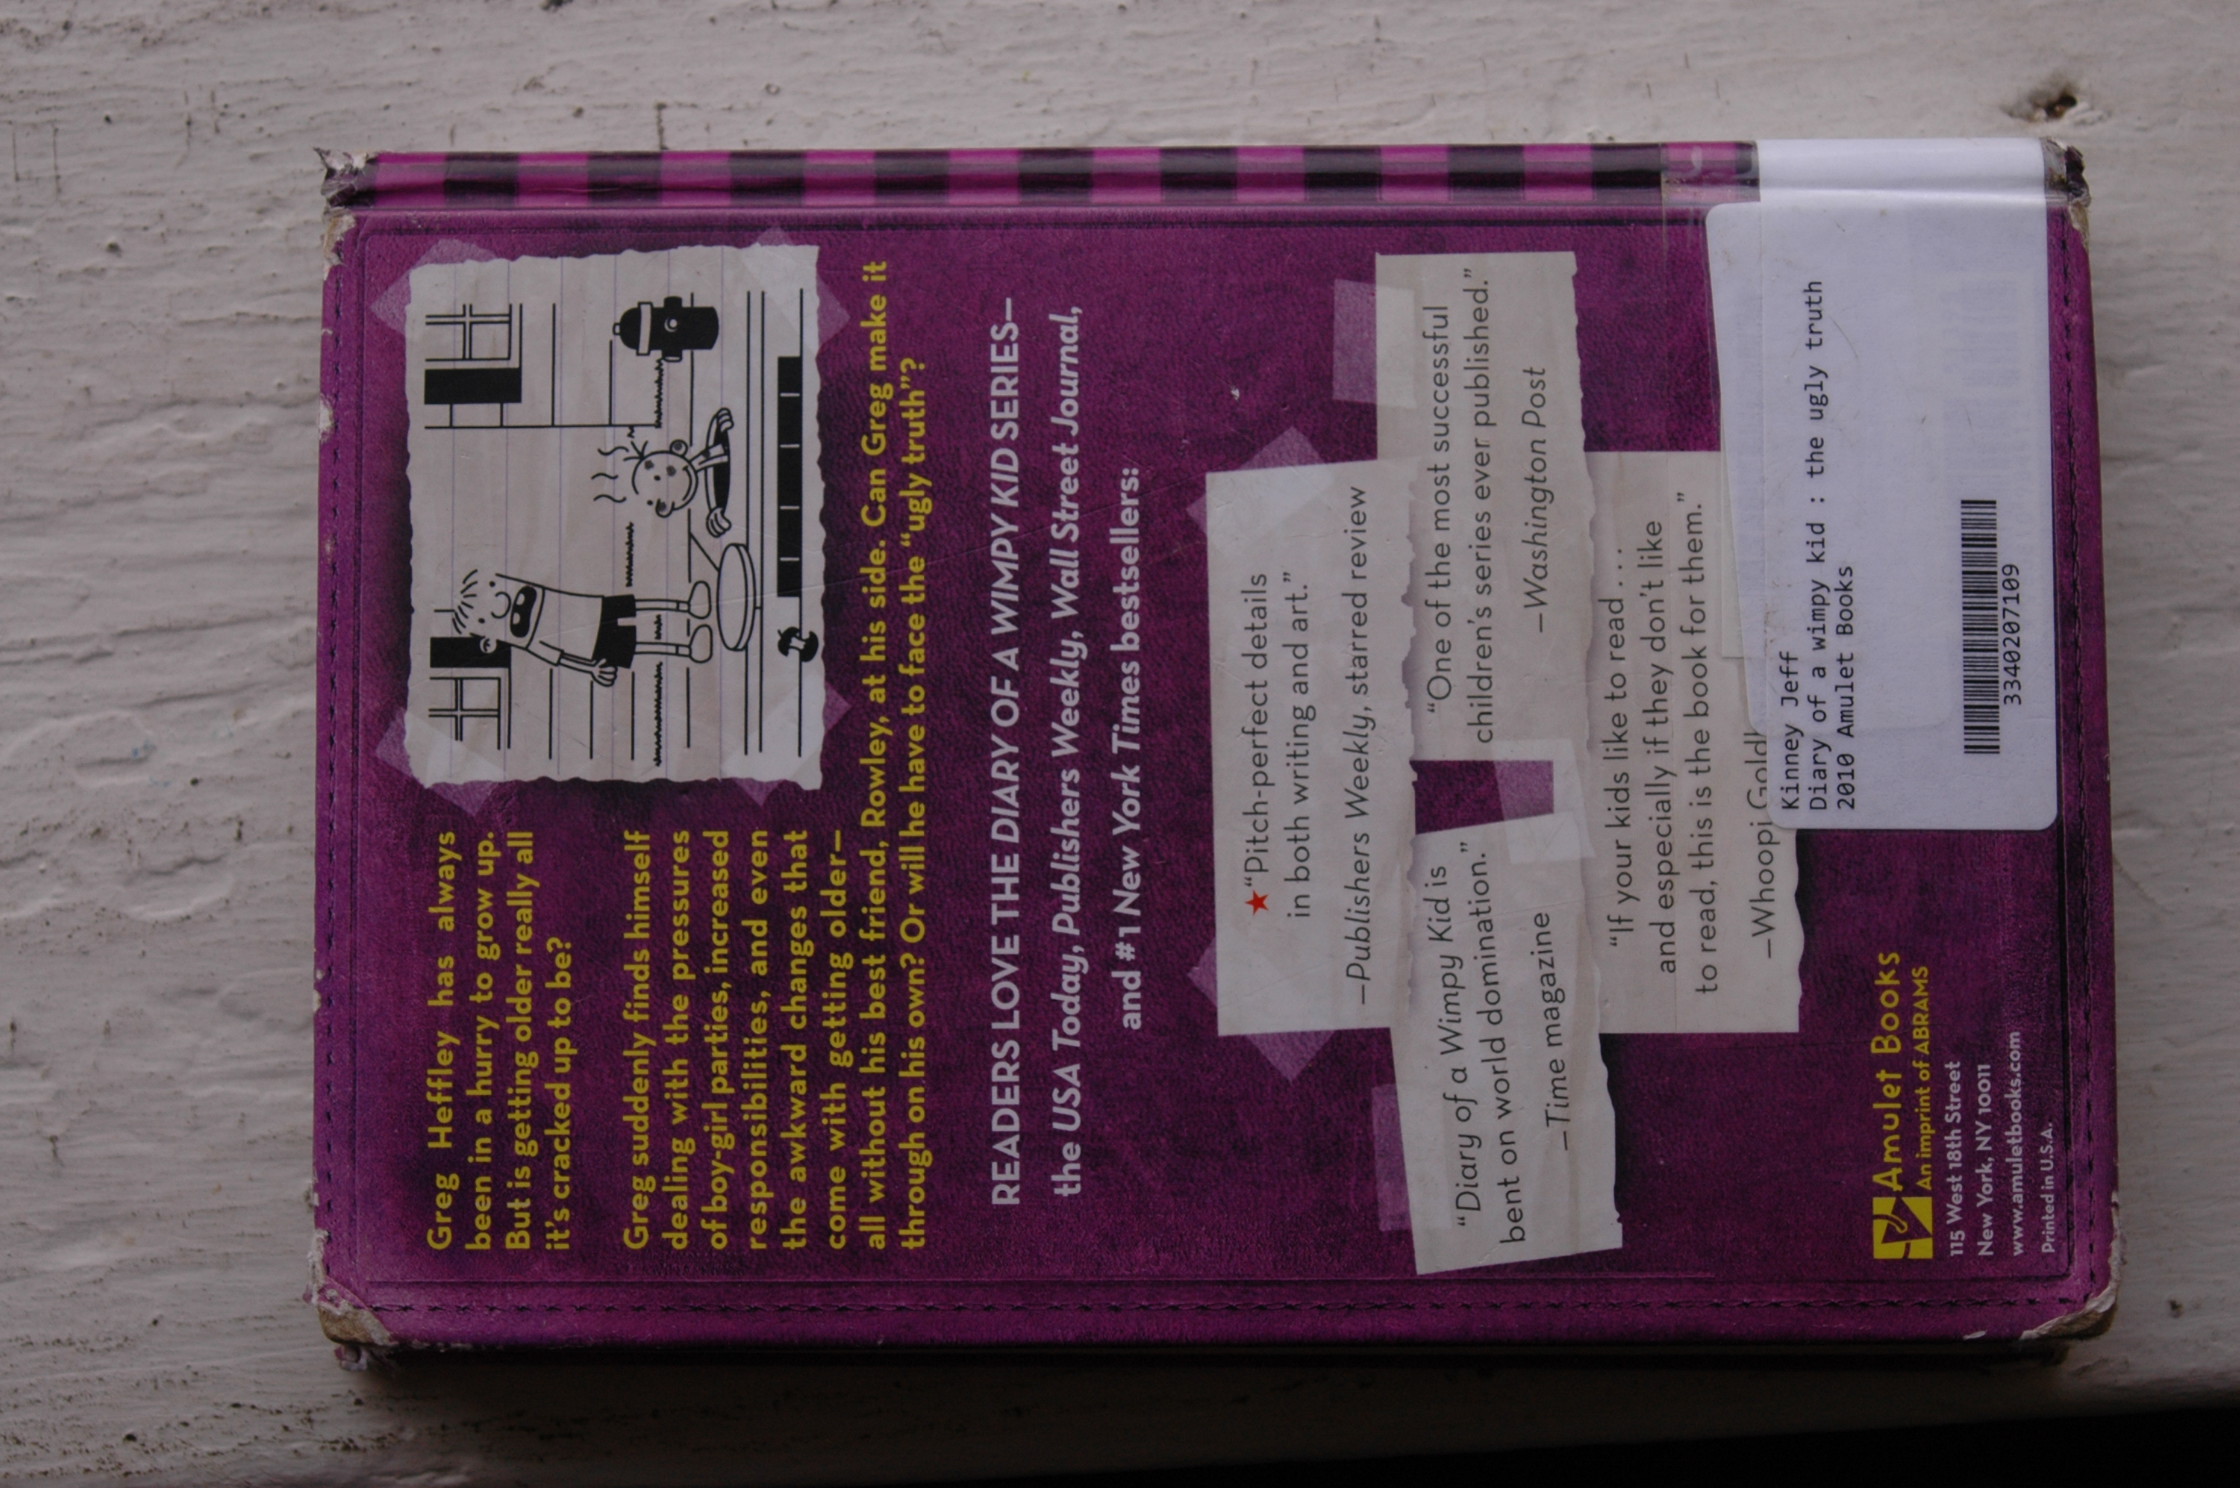 Greg Heffley has always
been in a hurry to grow up.
But is getting older really all
it's cracked up to be?
Greg suddenly finds himself
dealing with the pressures
of boy-girl parties, increased
responsibilities, and even
the awkward changes that
come with getting older—
all without his best friend, Rowley, at his side. Can Greg make it
through on his own? Or will he have to face the “ugly truth”?
READERS LOVE THE DIARY OF A WIMPY KID SERIES—
the USA Today, Publishers Weekly, Wall Street Journal,
and #1 New York Times bestsellers:
★“Pitch-perfect details
in both writing and art.”
—Publishers Weekly, starred review
“One of the most successful
children's series ever published.”
—Washington Post
“Diary of a Wimpy Kid is
bent on world domination.”
—Time magazine
“If your kids like to read . . .
and especially if they don't like
to read, this is the book for them.”
—Whoopi
Amulet Books
An imprint of ABRAMS
115 West 18th Street
New York, NY 10011
www.amuletbooks.com
Printed in U.S.A.
Kinney Jeff
Diary of a wimpy kid : the ugly truth
2010 Amulet Books
33402071109